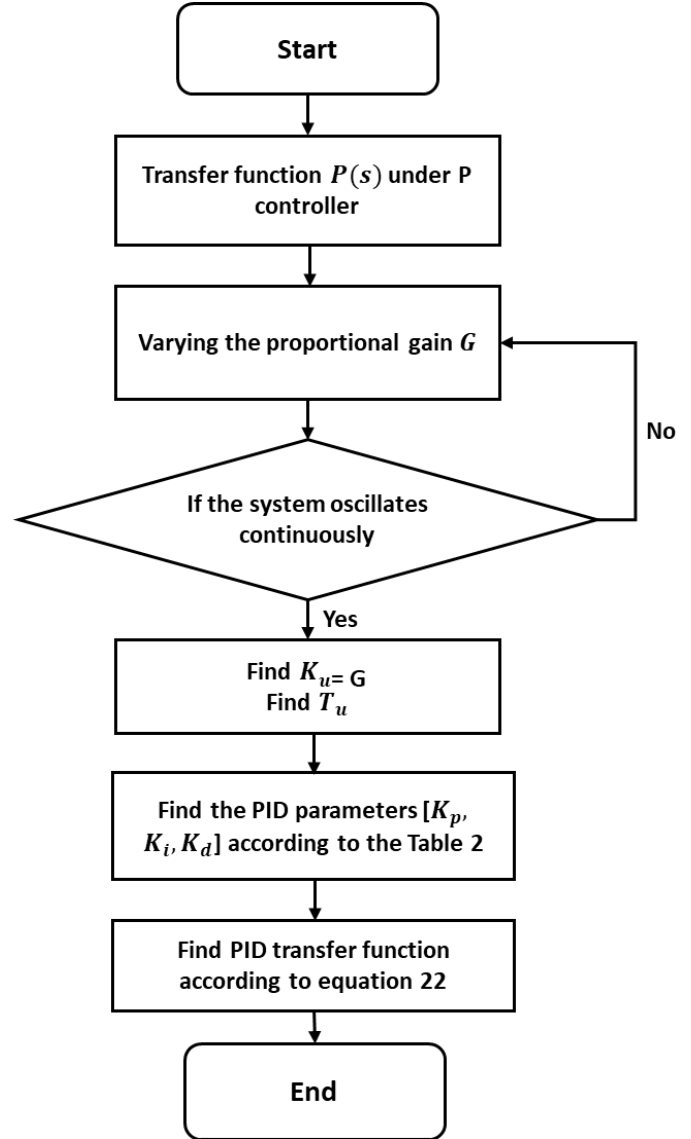 Start
Transfer function P(s) under P
controller
Varying the proportional gain G
No
If the system oscillates
continuously
Yes
Find K_u= G
Find T_u
Find the PID parameters [K_p,
K_i, K_d] according to the Table 2
Find PID transfer function
according to equation 22
End